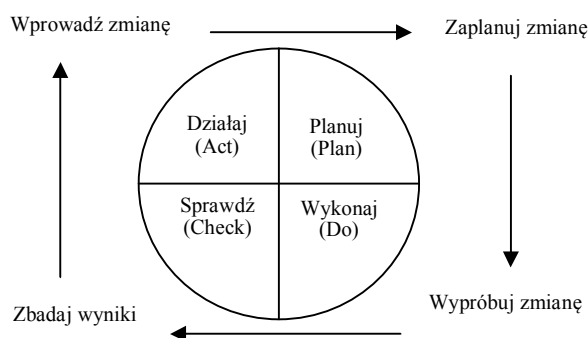 Wprowadź zmianę
Zaplanuj zmianę
Działaj
(Act)
Planuj
(Plan)
Sprawdź
(Check)
Wykonaj
(Do)
Zbadaj wyniki
Wypróbuj zmianę